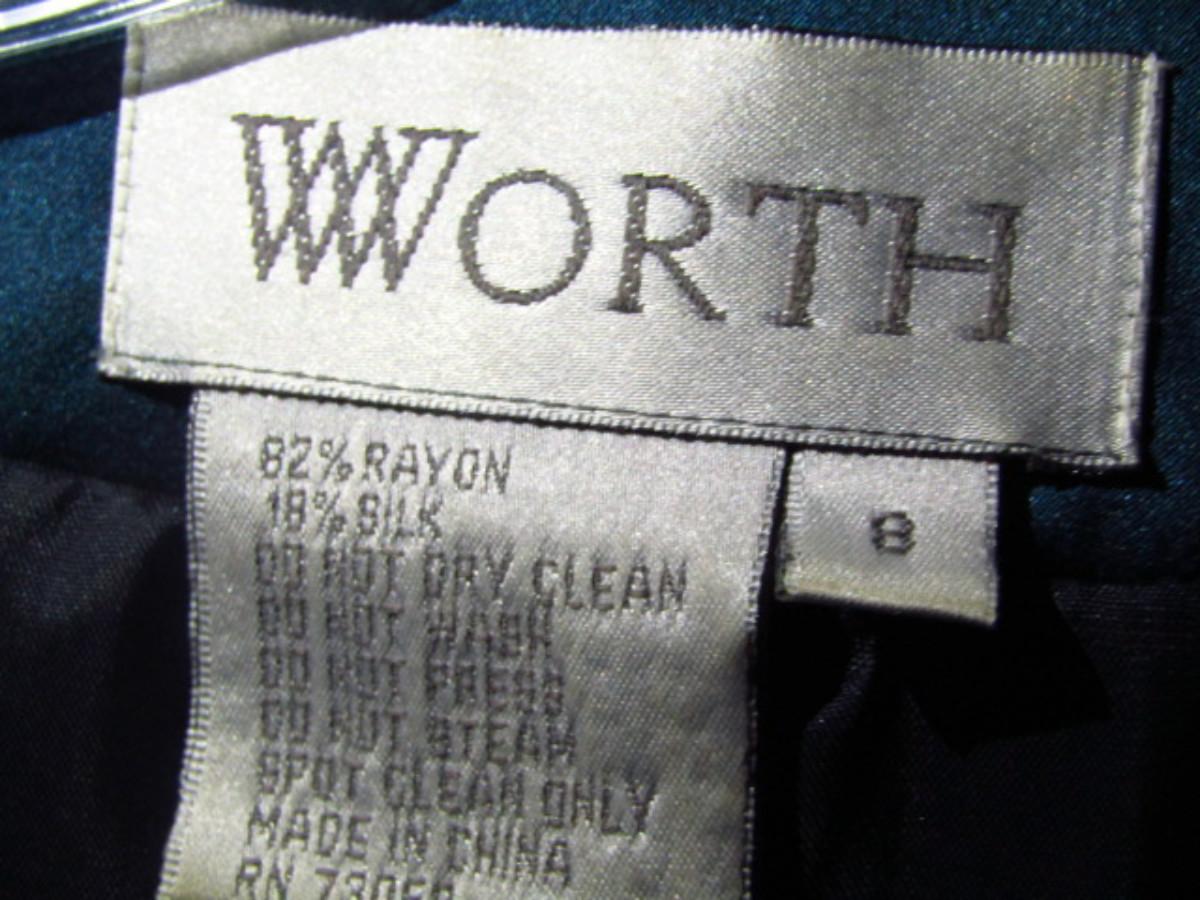 WORTH
82% RAYON
18% SILK
8
DO NOT DRY CLEAN
DO NOT WASH
DO NOT PRESS
DO NOT STEAM
SPOT CLEAN ONLY
MADE IN CHINA
RN